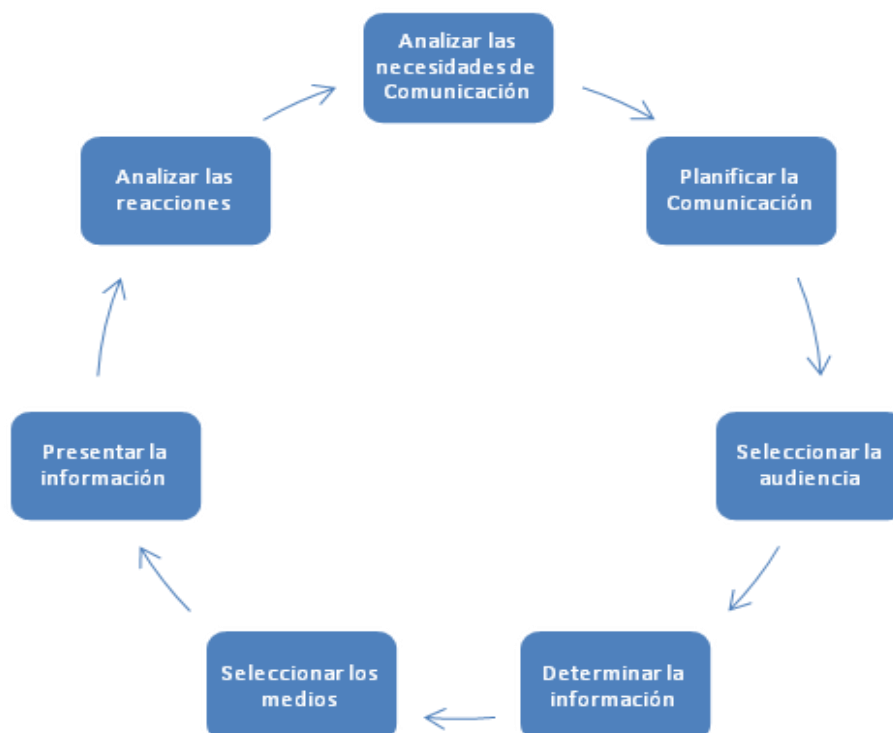 Analizar las
necesidades de
Comunicación
Planificar la
Comunicación
Seleccionar la
audiencia
Determinar la
información
Seleccionar los
medios
Presentar la
información
Analizar las
reacciones